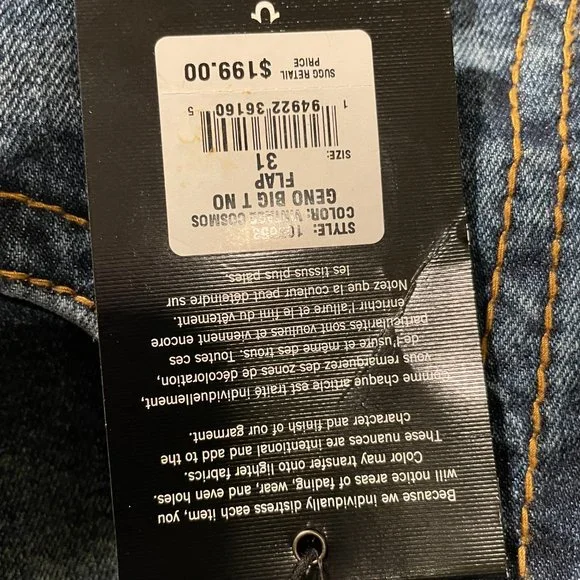 Because we individually distress each item, you
will notice areas of fading, and wear, and even holes.
Color may transfer onto lighter fabrics.
These nuances are intentional and add to the
character and finish of our garment.
Comme chaque article est traité individuellement,
vous remarquerez des zones de décoloration,
de l'usure et même des trous. Toutes ces
particularités sont voulues et viennent encore
enrichir l'allure et le fini du vêtement.
Notez que la couleur peut déteindre sur
les tissus plus pâles.
STYLE:
COLOR: COSMOS
GENO BIG T NO
FLAP
SIZE: 31
1 94922 36160 5
SUGG RETAIL
PRICE $199.00